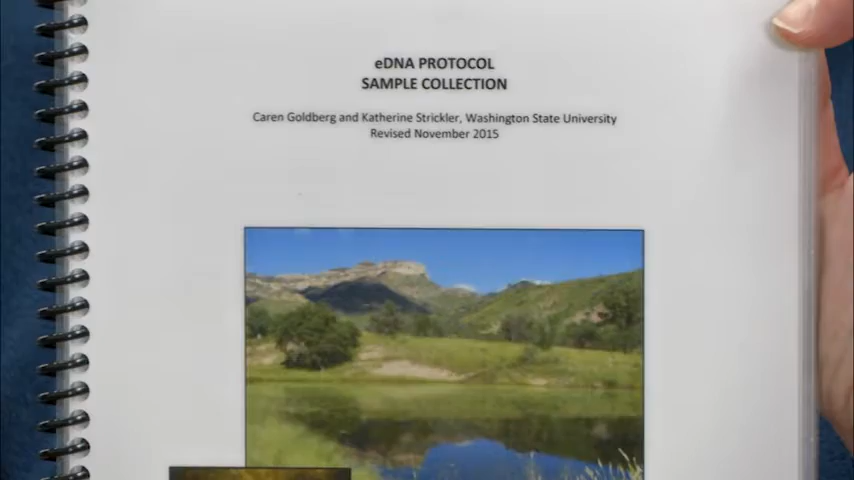 eDNA PROTOCOL
SAMPLE COLLECTION
Caren Goldberg and Katherine Strickler, Washington State University
Revised November 2015